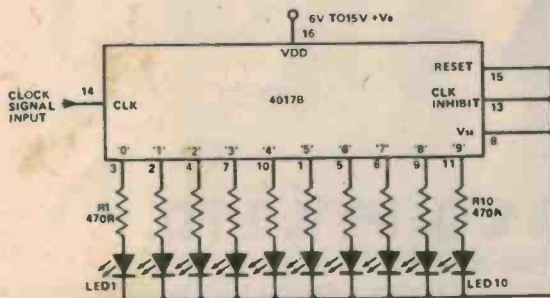 6V TO15V +Ve
16
VDD
RESET
15
CLOCK
SIGNAL
INPUT
14
CLK
4017B
CLK
INHIBIT
13
Vss
8
'0' '1' '2' '3' '4' '5' '6' '7' '8' '9'
3 2 4 7 10 1 5 6 9 11
R1
470R
R10
470R
LED1
LED10